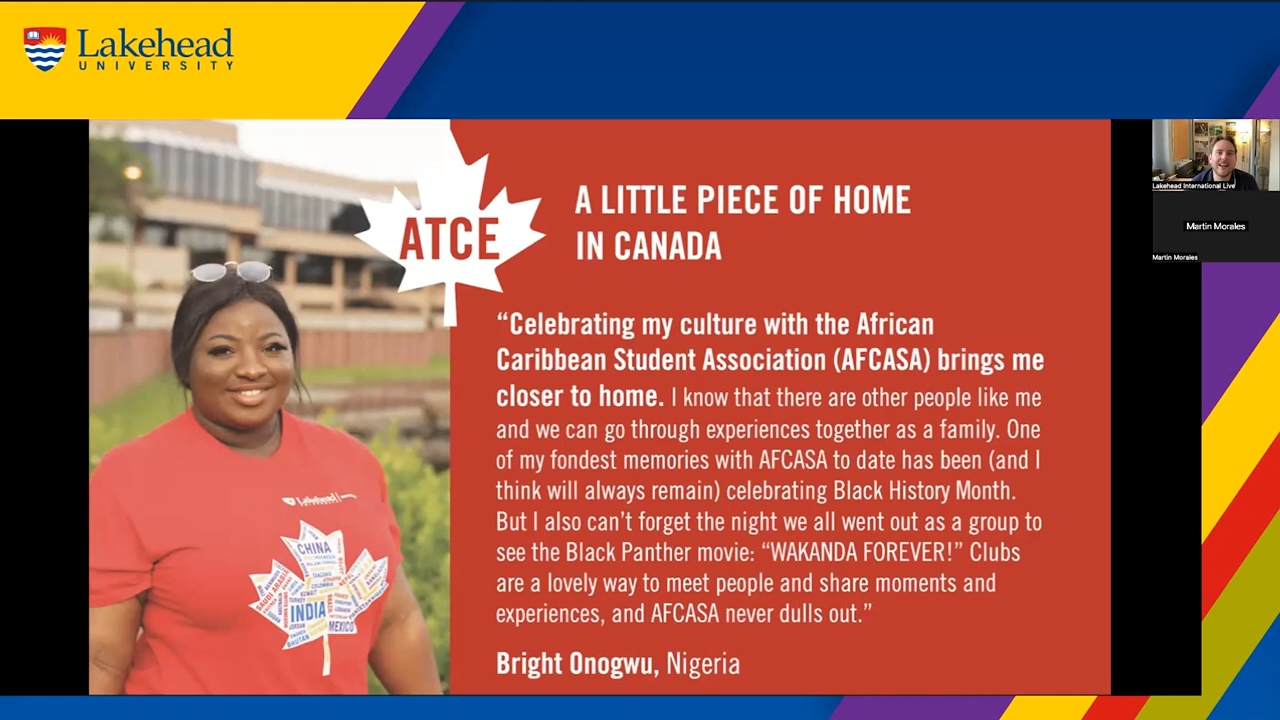 Lakehead
UNIVERSITY
ATCE
A LITTLE PIECE OF HOME
IN CANADA
“Celebrating my culture with the African
Caribbean Student Association (AFCASA) brings me
closer to home. I know that there are other people like me
and we can go through experiences together as a family. One
of my fondest memories with AFCASA to date has been (and I
think will always remain) celebrating Black History Month.
But I also can’t forget the night we all went out as a group to
see the Black Panther movie: “WAKANDA FOREVER!” Clubs
are a lovely way to meet people and share moments and
experiences, and AFCASA never dulls out.”
Bright Onogwu, Nigeria
Lakehead
CHINA
SAUDI ARABIA
INDIA
MEXICO
BHUTAN
Lakehead International Live
Martin Morales
Martin Morales